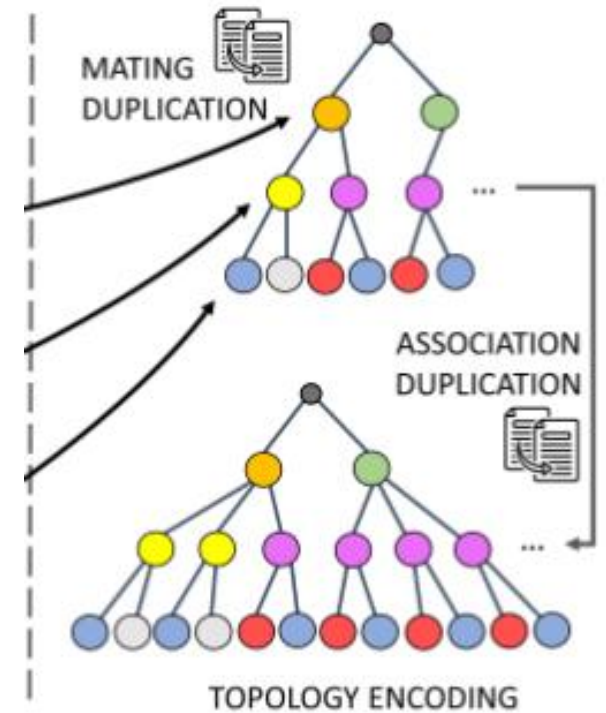 MATING
DUPLICATION
...
ASSOCIATION
DUPLICATION
...
TOPOLOGY ENCODING